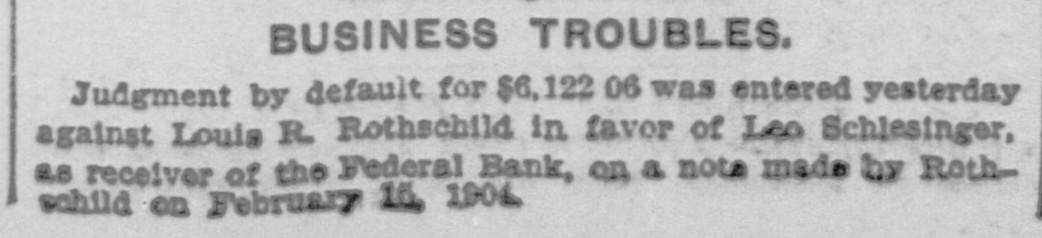 BUSINESS TROUBLES.
Judgment by default for $6,122 06 was entered yesterday
against Louis R. Rothschild in favor of Leo Schlesinger,
as receiver of the Federal Bank, on a note made by Roth-
schild on February 15, 1904.